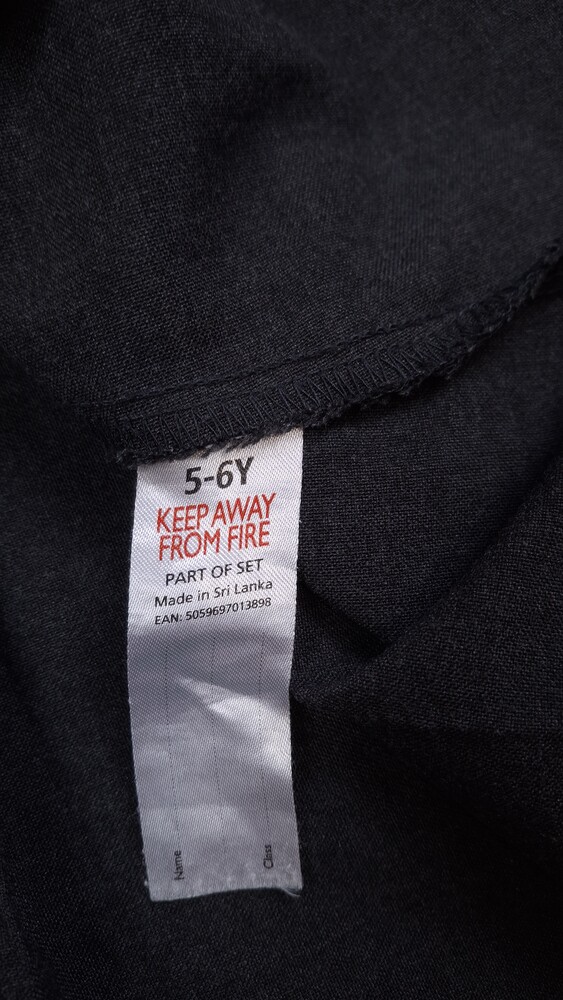 5-6Y
KEEP AWAY
FROM FIRE
PART OF SET
Made in Sri Lanka
EAN: 5059697013898
Name
Class